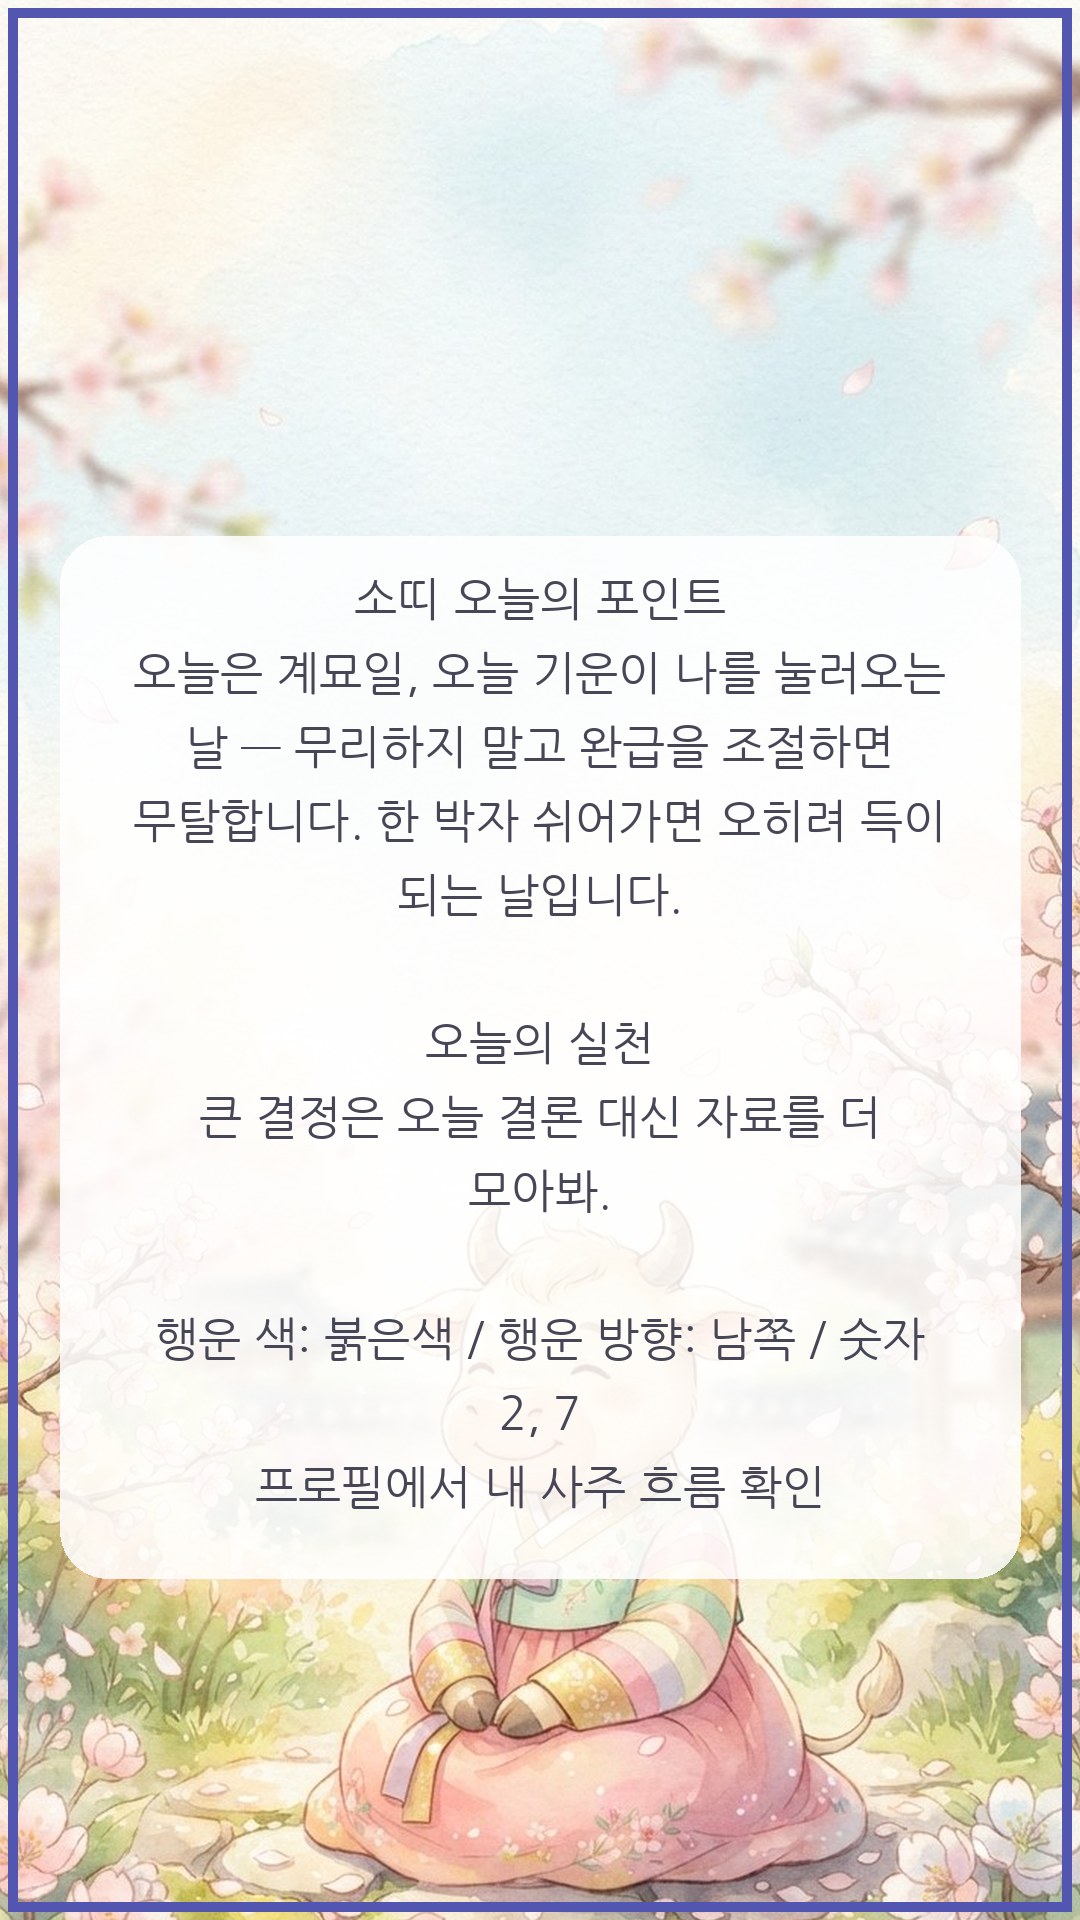 소띠 오늘의 포인트
오늘은 계묘일, 오늘 기운이 나를 눌러오는
날 — 무리하지 말고 완급을 조절하면
무탈합니다. 한 박자 쉬어가면 오히려 득이
되는 날입니다.
오늘의 실천
큰 결정은 오늘 결론 대신 자료를 더
모아봐.
행운 색: 붉은색 / 행운 방향: 남쪽 / 숫자
2, 7
프로필에서 내 사주 흐름 확인